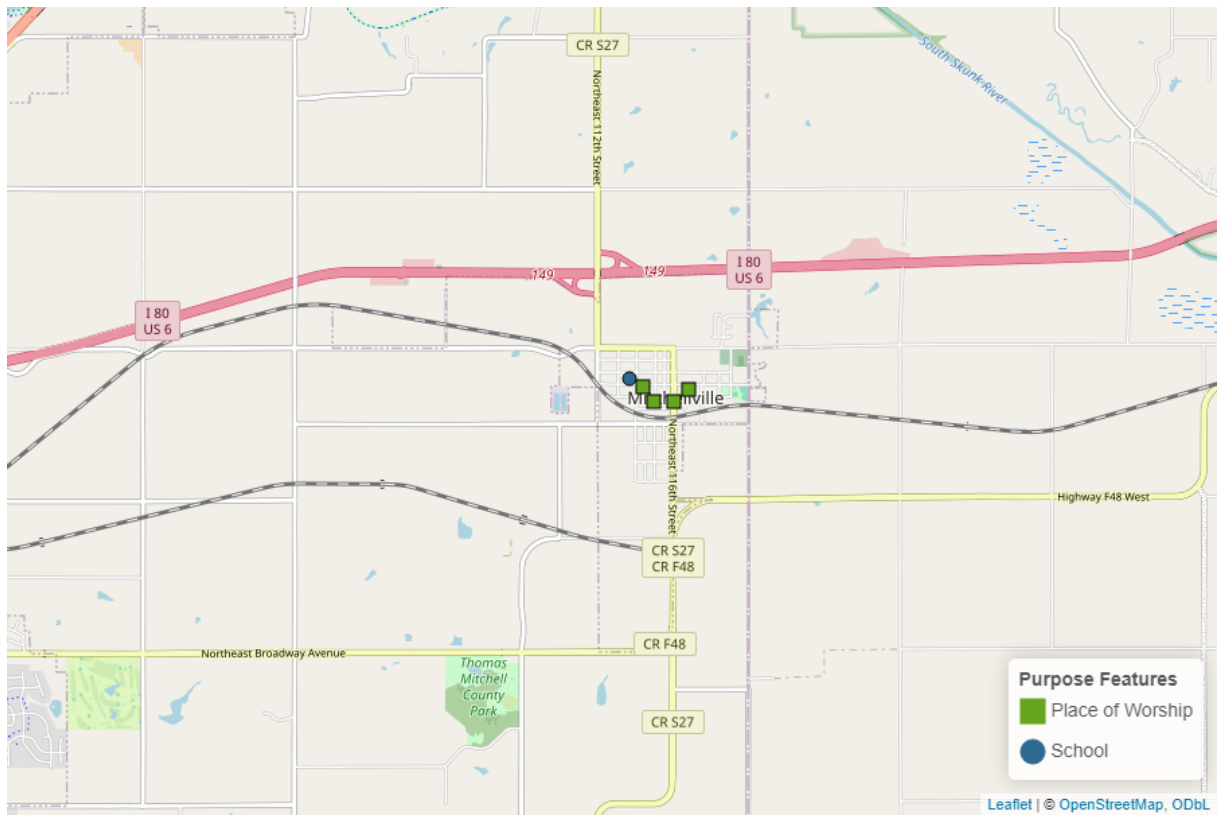 CR S27
Northeast 112th Street
South Skunk River
149
149
I 80
US 6
I 80
US 6
Northeast 116th Street
Highway F48 West
CR S27
CR F48
CR F48
Northeast Broadway Avenue
Thomas
Mitchell
County
Park
CR S27
Purpose Features
Place of Worship
School
Leaflet | © OpenStreetMap, ODbL